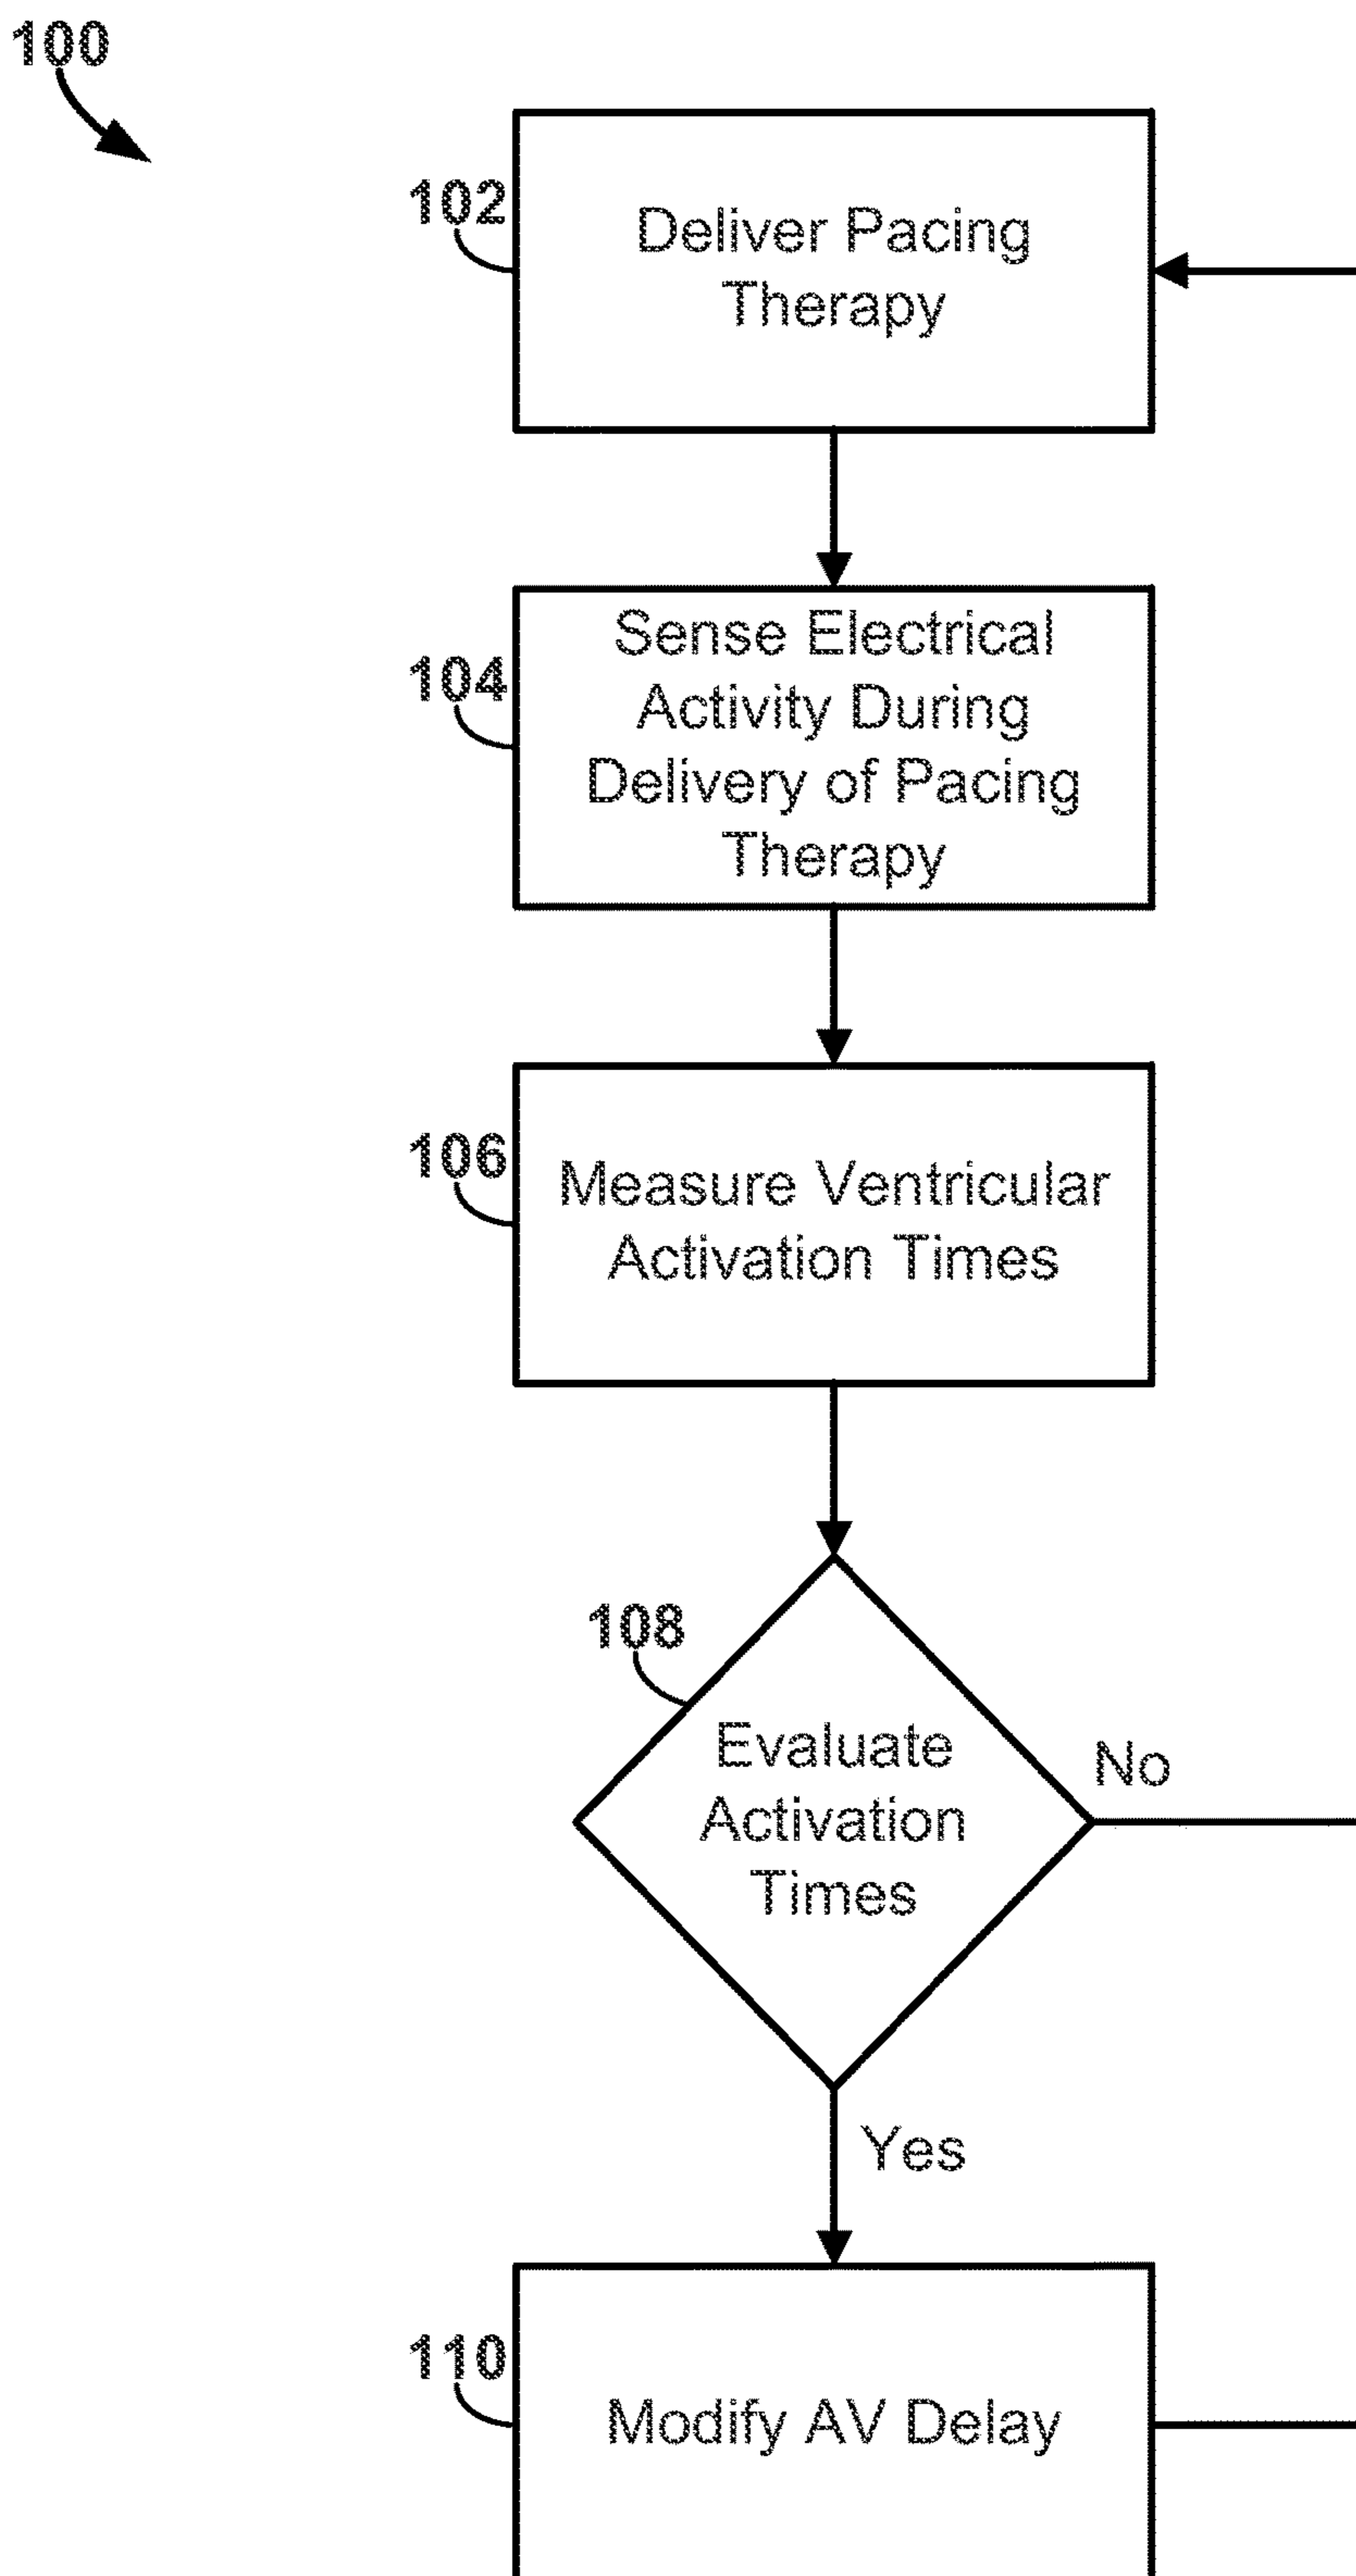 100
102
Deliver Pacing
Therapy
104
Sense Electrical
Activity During
Delivery of Pacing
Therapy
106
Measure Ventricular
Activation Times
108
Evaluate
Activation
Times
No
Yes
110
Modify AV Delay